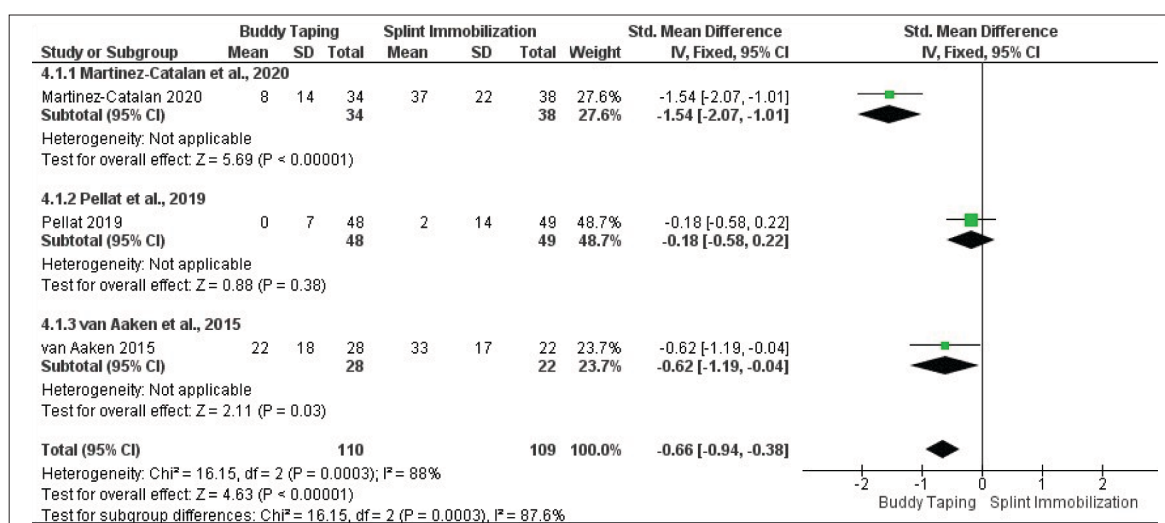 Buddy Taping Splint Immobilization Std. Mean Difference Std. Mean Difference
Study or Subgroup Mean SD Total Mean SD Total Weight IV, Fixed, 95% CI IV, Fixed, 95% CI
4.1.1 Martinez-Catalan et al., 2020
Martinez-Catalan 2020 8 14 34 37 22 38 27.6% -1.54 [-2.07, -1.01]
Subtotal (95% CI) 34 38 27.6% -1.54 [-2.07, -1.01]
Heterogeneity: Not applicable
Test for overall effect: Z = 5.69 (P < 0.00001)
4.1.2 Pellat et al., 2019
Pellat 2019 0 7 48 2 14 49 48.7% -0.18 [-0.58, 0.22]
Subtotal (95% CI) 48 49 48.7% -0.18 [-0.58, 0.22]
Heterogeneity: Not applicable
Test for overall effect: Z = 0.88 (P = 0.38)
4.1.3 van Aaken et al., 2015
van Aaken 2015 22 18 28 33 17 22 23.7% -0.62 [-1.19, -0.04]
Subtotal (95% CI) 28 22 23.7% -0.62 [-1.19, -0.04]
Heterogeneity: Not applicable
Test for overall effect: Z = 2.11 (P = 0.03)
Total (95% CI) 110 109 100.0% -0.66 [-0.94, -0.38]
Heterogeneity: Chi² = 16.15, df = 2 (P = 0.0003); I² = 88%
Test for overall effect: Z = 4.63 (P < 0.00001)
Test for subgroup differences: Chi² = 16.15, df = 2 (P = 0.0003), I² = 87.6%
-2 -1 0 1 2
Buddy Taping Splint Immobilization